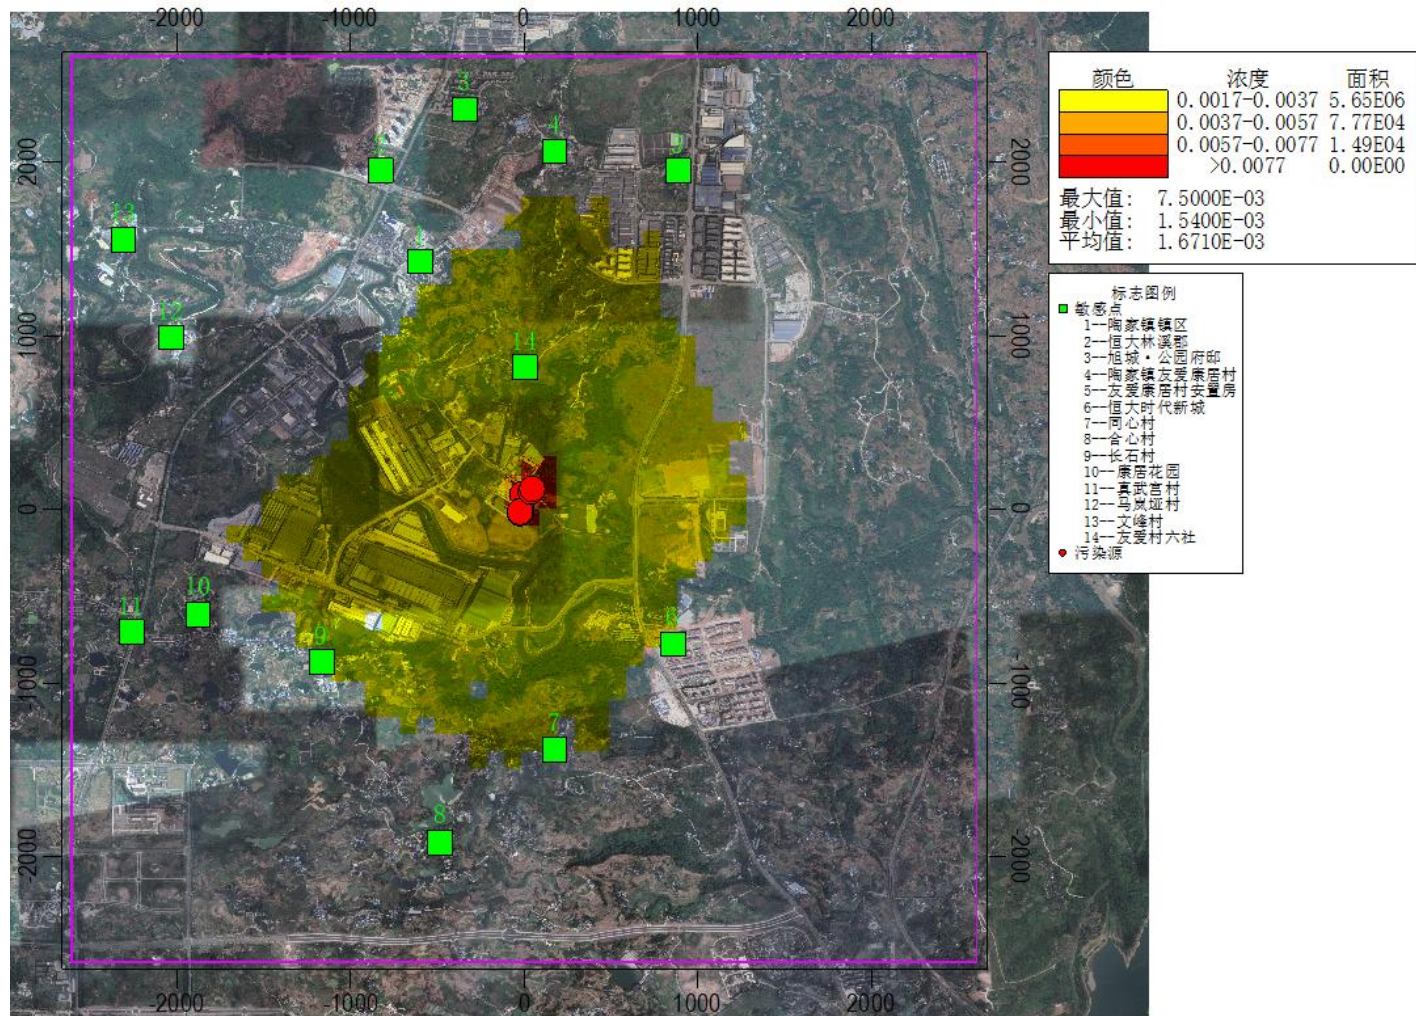 -2000 -1000 0 1000 2000
颜色 浓度 面积
0.0017-0.0037 5.65E06
0.0037-0.0057 7.77E04
0.0057-0.0077 1.49E04
>0.0077 0.00E00
最大值: 7.5000E-03
最小值: 1.5400E-03
平均值: 1.6710E-03
标志图例
敏感点
1--陶家镇镇区
2--恒大林溪郡
3--旭城·公园府邸
4--陶家镇友爱康居村
5--友爱康居村安置房
6--恒大时代新城
7--同心村
8--合心村
9--长石村
10--康居花园
11--真武宫村
12--马岚垭村
13--文峰村
14--友爱村六社
污染源
3
4
2
9
2000
2000
13
1
12
14
1000
1000
0
0
10
11
6
9
-1000
-1000
7
8
-2000
-2000
-2000 -1000 0 1000 2000